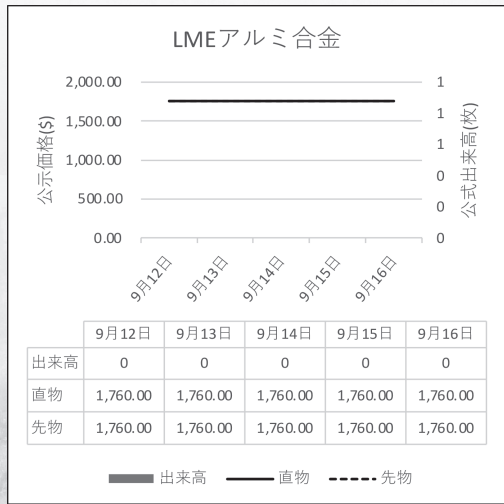 LMEアルミ合金
公示価格($)
2,000.00
1,500.00
1,000.00
500.00
0.00
1
1
1
0
0
0
公式出来高(枚)
9月12日
9月13日
9月14日
9月15日
9月16日
9月12日 9月13日 9月14日 9月15日 9月16日
出来高 0 0 0 0 0
直物 1,760.00 1,760.00 1,760.00 1,760.00 1,760.00
先物 1,760.00 1,760.00 1,760.00 1,760.00 1,760.00
出来高 直物 先物